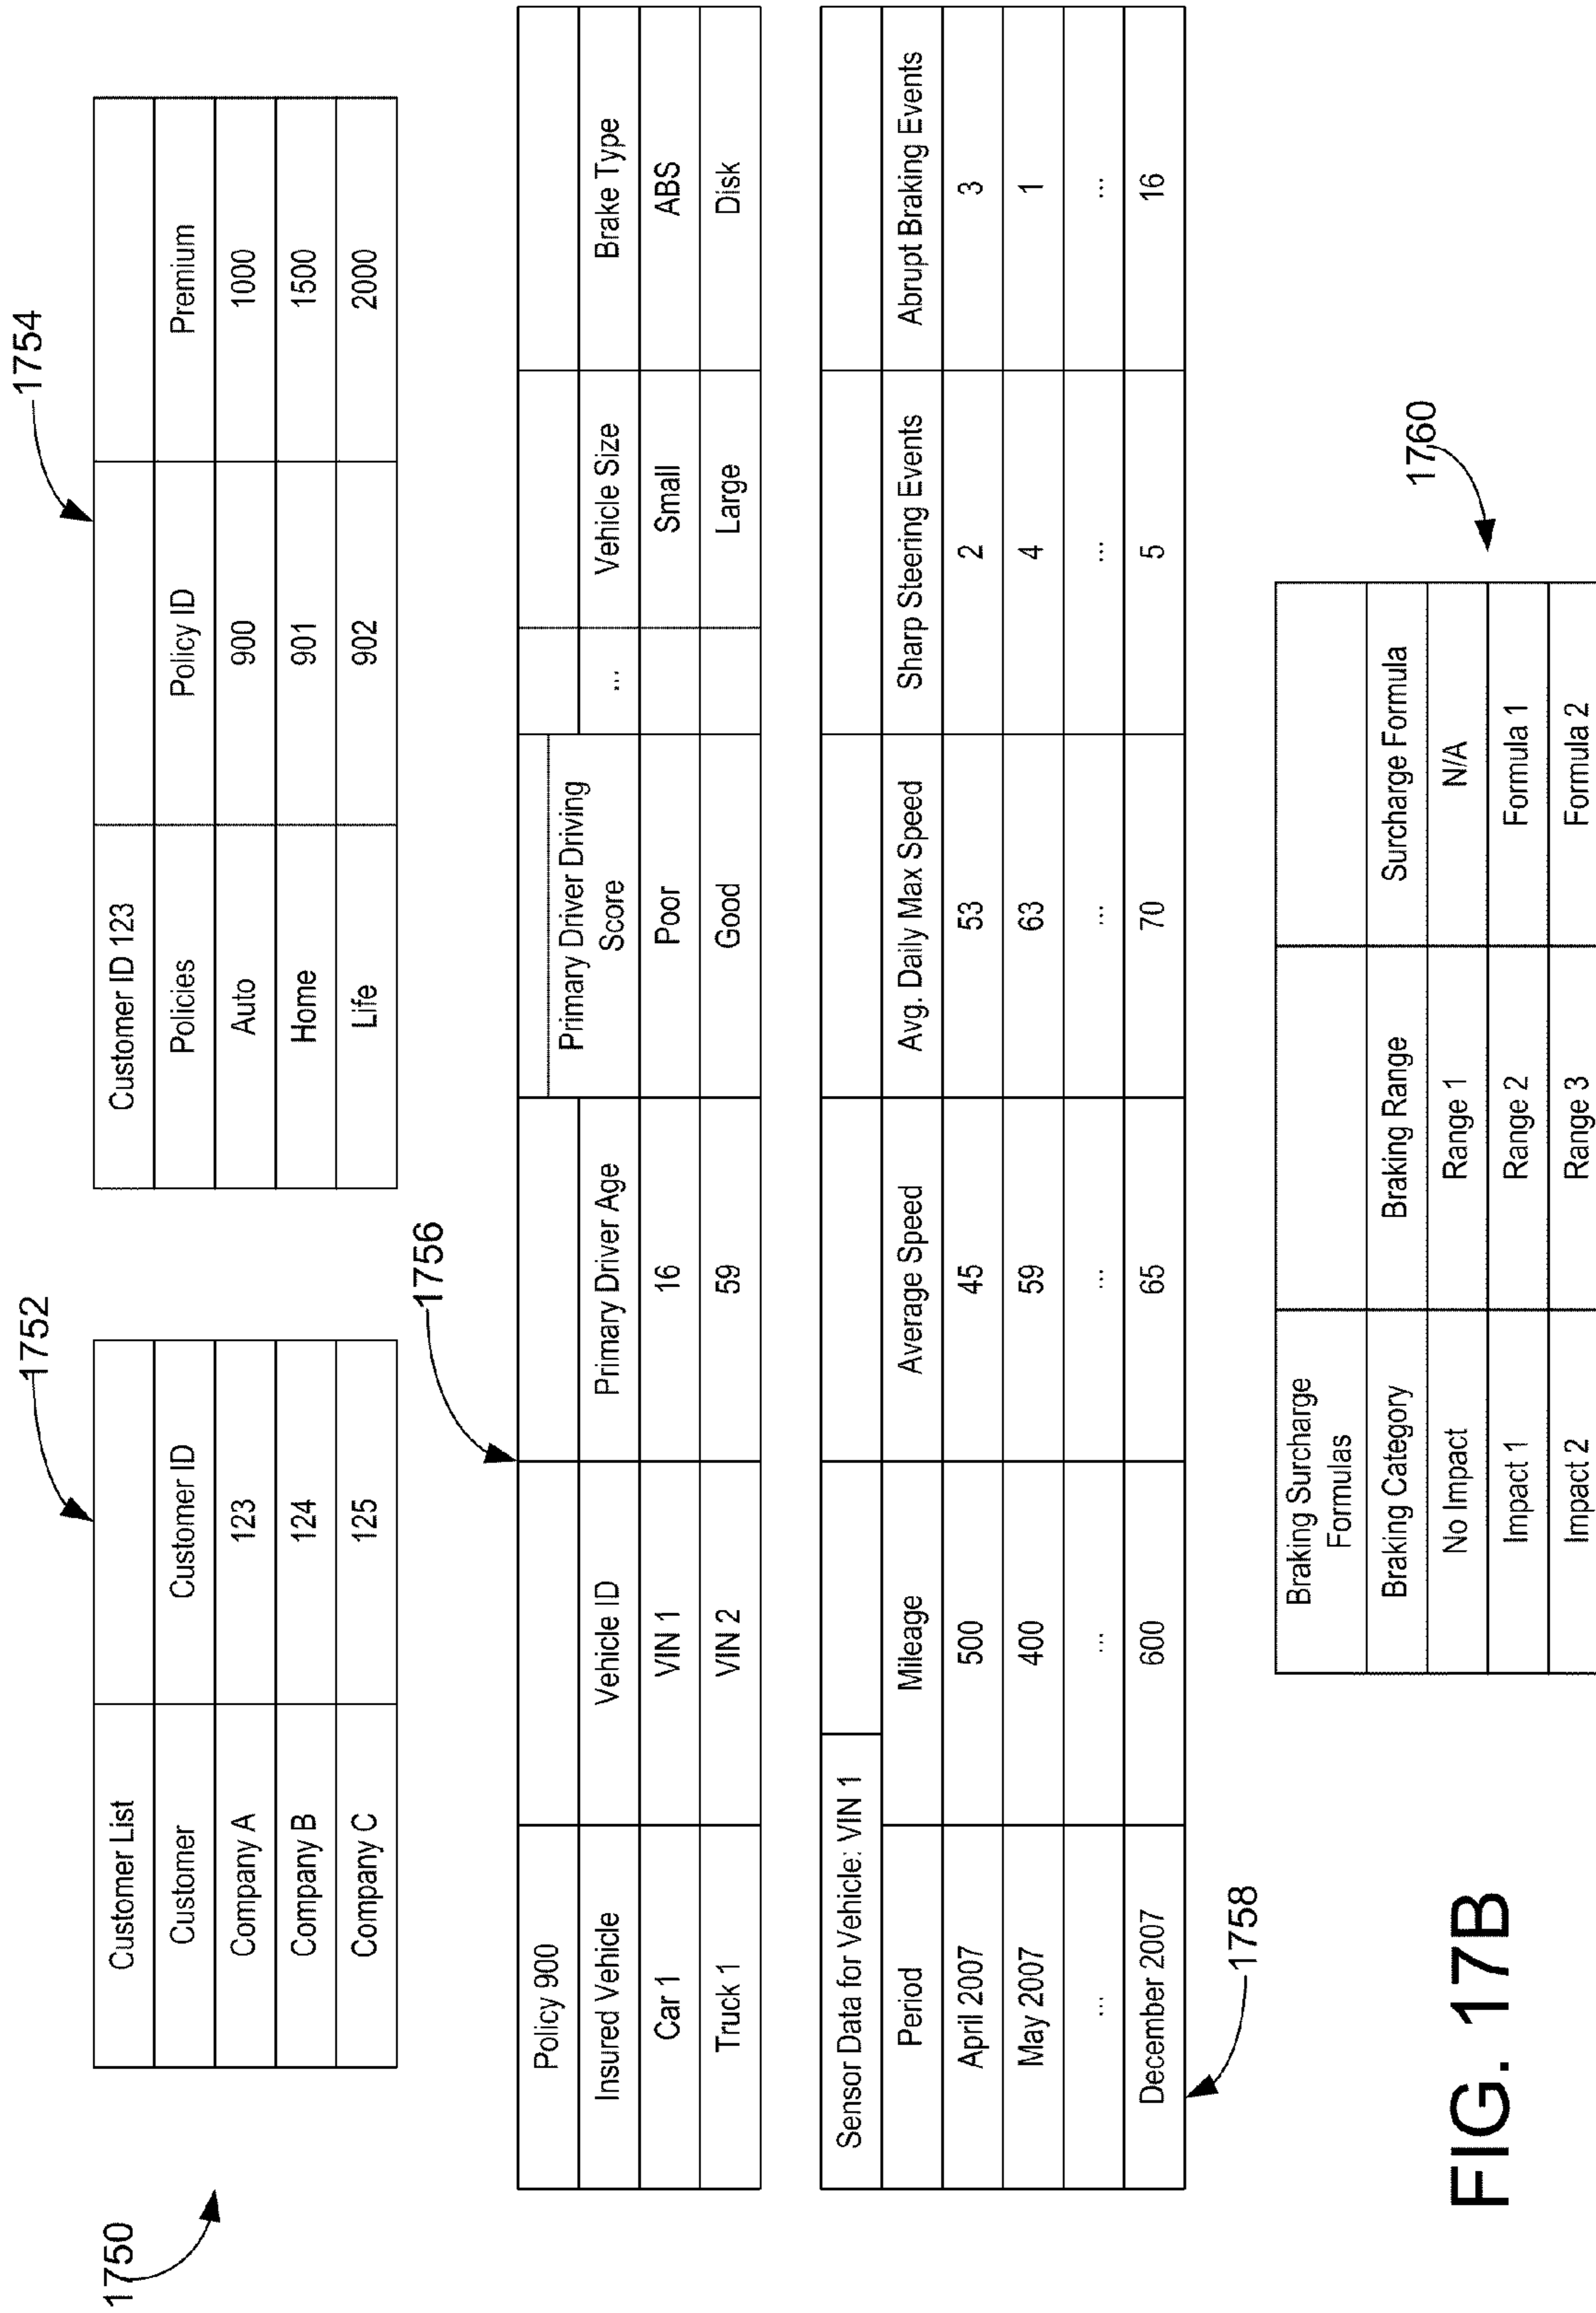 1750
1752
Customer List
Customer Customer ID
Company A 123
Company B 124
Company C 125
1754
Customer ID 123
Policies Policy ID Premium
Auto 900 1000
Home 901 1500
Life 902 2000
1756
Policy 900
Insured Vehicle Vehicle ID Primary Driver Age Primary Driver Driving Score ... Vehicle Size Brake Type
Car 1 VIN 1 16 Poor Small ABS
Truck 1 VIN 2 59 Good Large Disk
Sensor Data for Vehicle: VIN 1
Period Mileage Average Speed Avg. Daily Max Speed Sharp Steering Events Abrupt Braking Events
April 2007 500 45 53 2 3
May 2007 400 59 63 4 1
... ... ... ... ... ...
December 2007 600 65 70 5 16
1758
Braking Surcharge
Formulas
Braking Category Braking Range Surcharge Formula
No Impact Range 1 N/A
Impact 1 Range 2 Formula 1
Impact 2 Range 3 Formula 2
1760
FIG. 17B